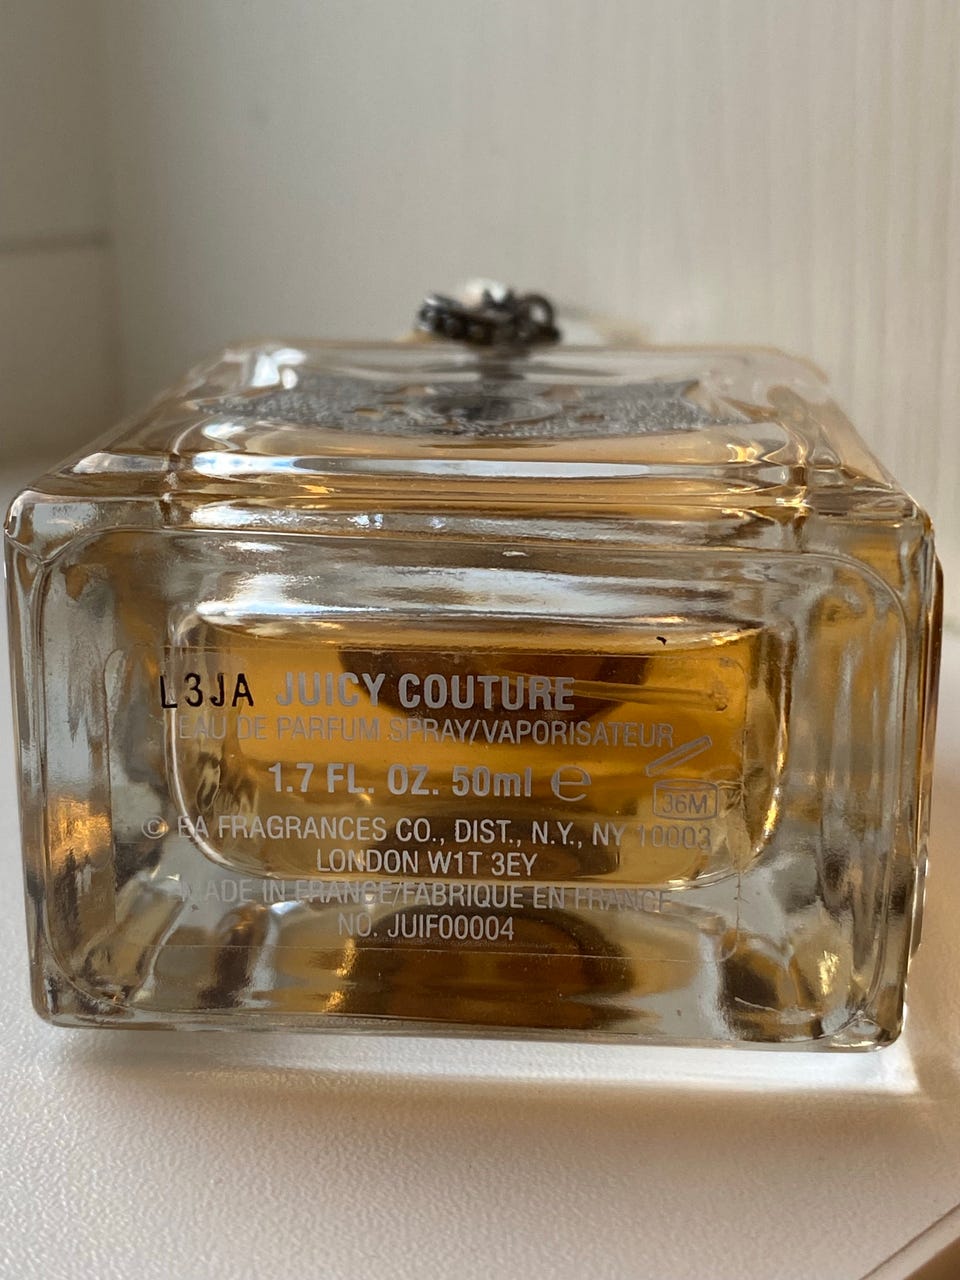 L3JA JUICY COUTURE
EAU DE PARFUM SPRAY/VAPORISATEUR
1.7 FL. OZ. 50ml ℮
36M
© EA FRAGRANCES CO., DIST., N.Y., NY 10003
LONDON W1T 3EY
MADE IN FRANCE/FABRIQUE EN FRANCE
NO. JUIF00004